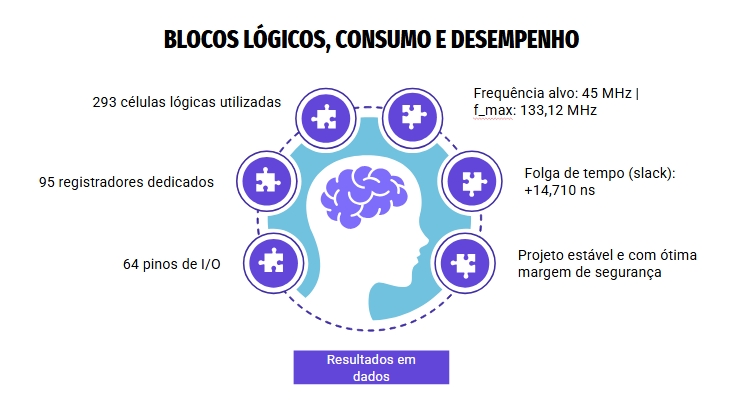 BLOCOS LÓGICOS, CONSUMO E DESEMPENHO
293 células lógicas utilizadas
95 registradores dedicados
64 pinos de I/O
Frequência alvo: 45 MHz |
f_max: 133,12 MHz
Folga de tempo (slack):
+14,710 ns
Projeto estável e com ótima
margem de segurança
Resultados em
dados